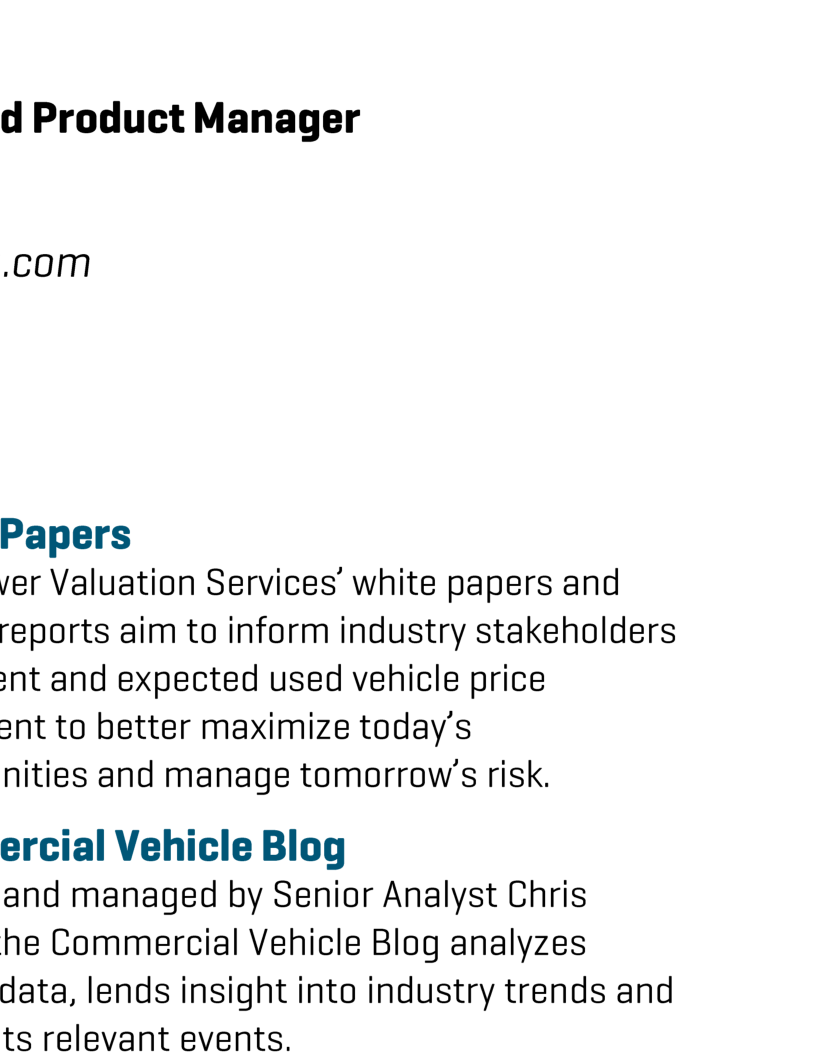 d Product Manager
.com
Papers
wer Valuation Services’ white papers and
reports aim to inform industry stakeholders
ent and expected used vehicle price
ent to better maximize today’s
nities and manage tomorrow’s risk.
ercial Vehicle Blog
and managed by Senior Analyst Chris
the Commercial Vehicle Blog analyzes
data, lends insight into industry trends and
ts relevant events.